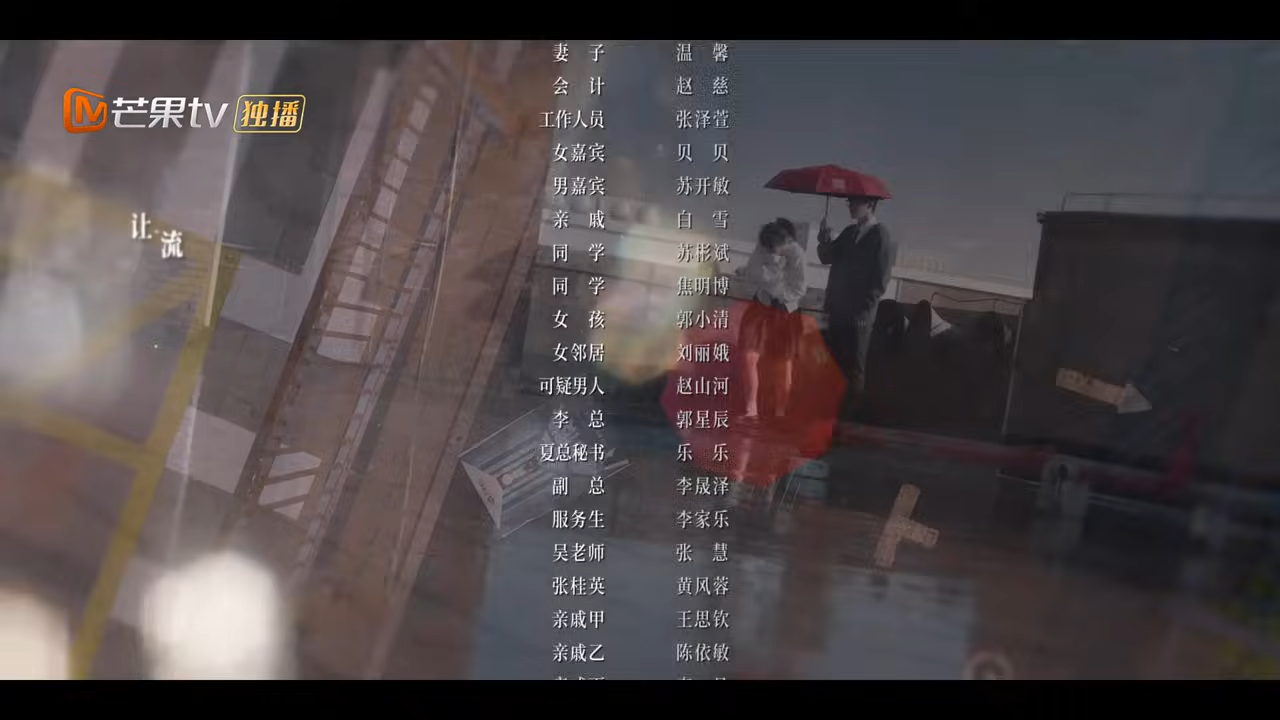 芒果tv 独播
让流
妻子 温馨
会计 赵慈
工作人员 张泽萱
女嘉宾 贝贝
男嘉宾 苏开敏
亲戚 白雪
同学 苏彬斌
同学 焦明博
女孩 郭小清
女邻居 刘丽娥
可疑男人 赵山河
李总 郭星辰
夏总秘书 乐乐
副总 李晟泽
服务生 李家乐
吴老师 张慧
张桂英 黄风蓉
亲戚甲 王思钦
亲戚乙 陈依敏